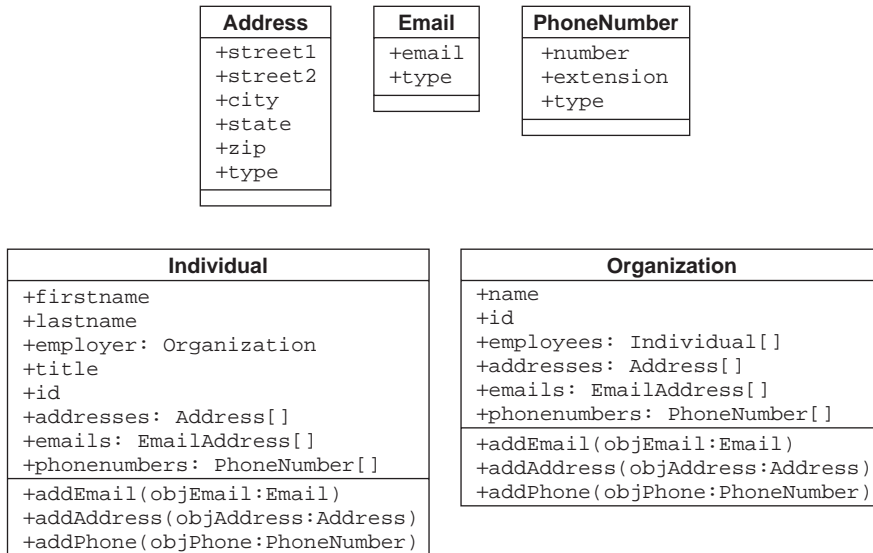 Address
+street1
+street2
+city
+state
+zip
+type
Email
+email
+type
PhoneNumber
+number
+extension
+type
Individual
+firstname
+lastname
+employer: Organization
+title
+id
+addresses: Address[]
+emails: EmailAddress[]
+phonenumbers: PhoneNumber[]
+addEmail(objEmail:Email)
+addAddress(objAddress:Address)
+addPhone(objPhone:PhoneNumber)
Organization
+name
+id
+employees: Individual[]
+addresses: Address[]
+emails: EmailAddress[]
+phonenumbers: PhoneNumber[]
+addEmail(objEmail:Email)
+addAddress(objAddress:Address)
+addPhone(objPhone:PhoneNumber)